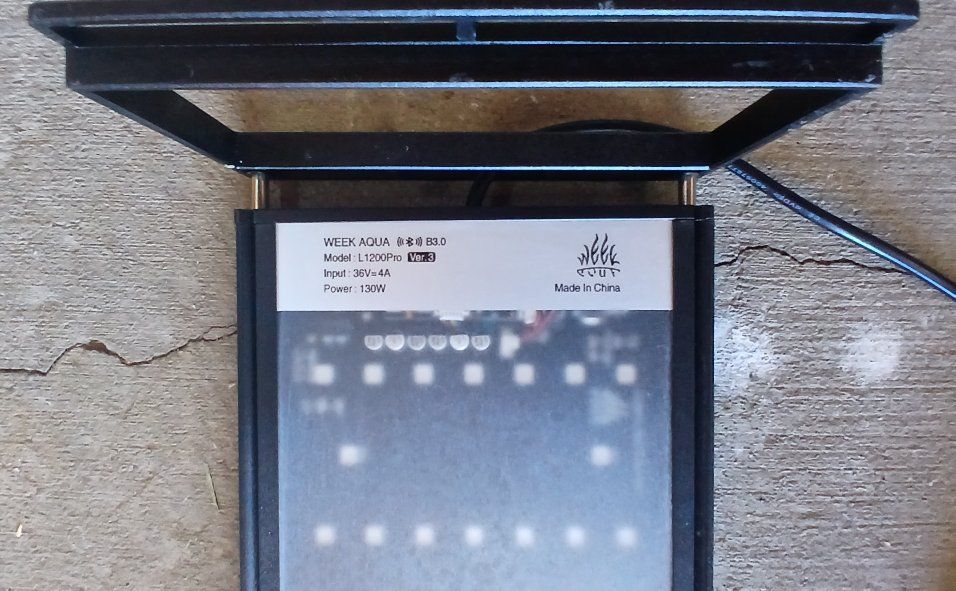 WEEK AQUA B3.0
Model : L1200Pro Ver.3
Input : 36V=4A
Power : 130W
WEEK
AQUA
Made In China